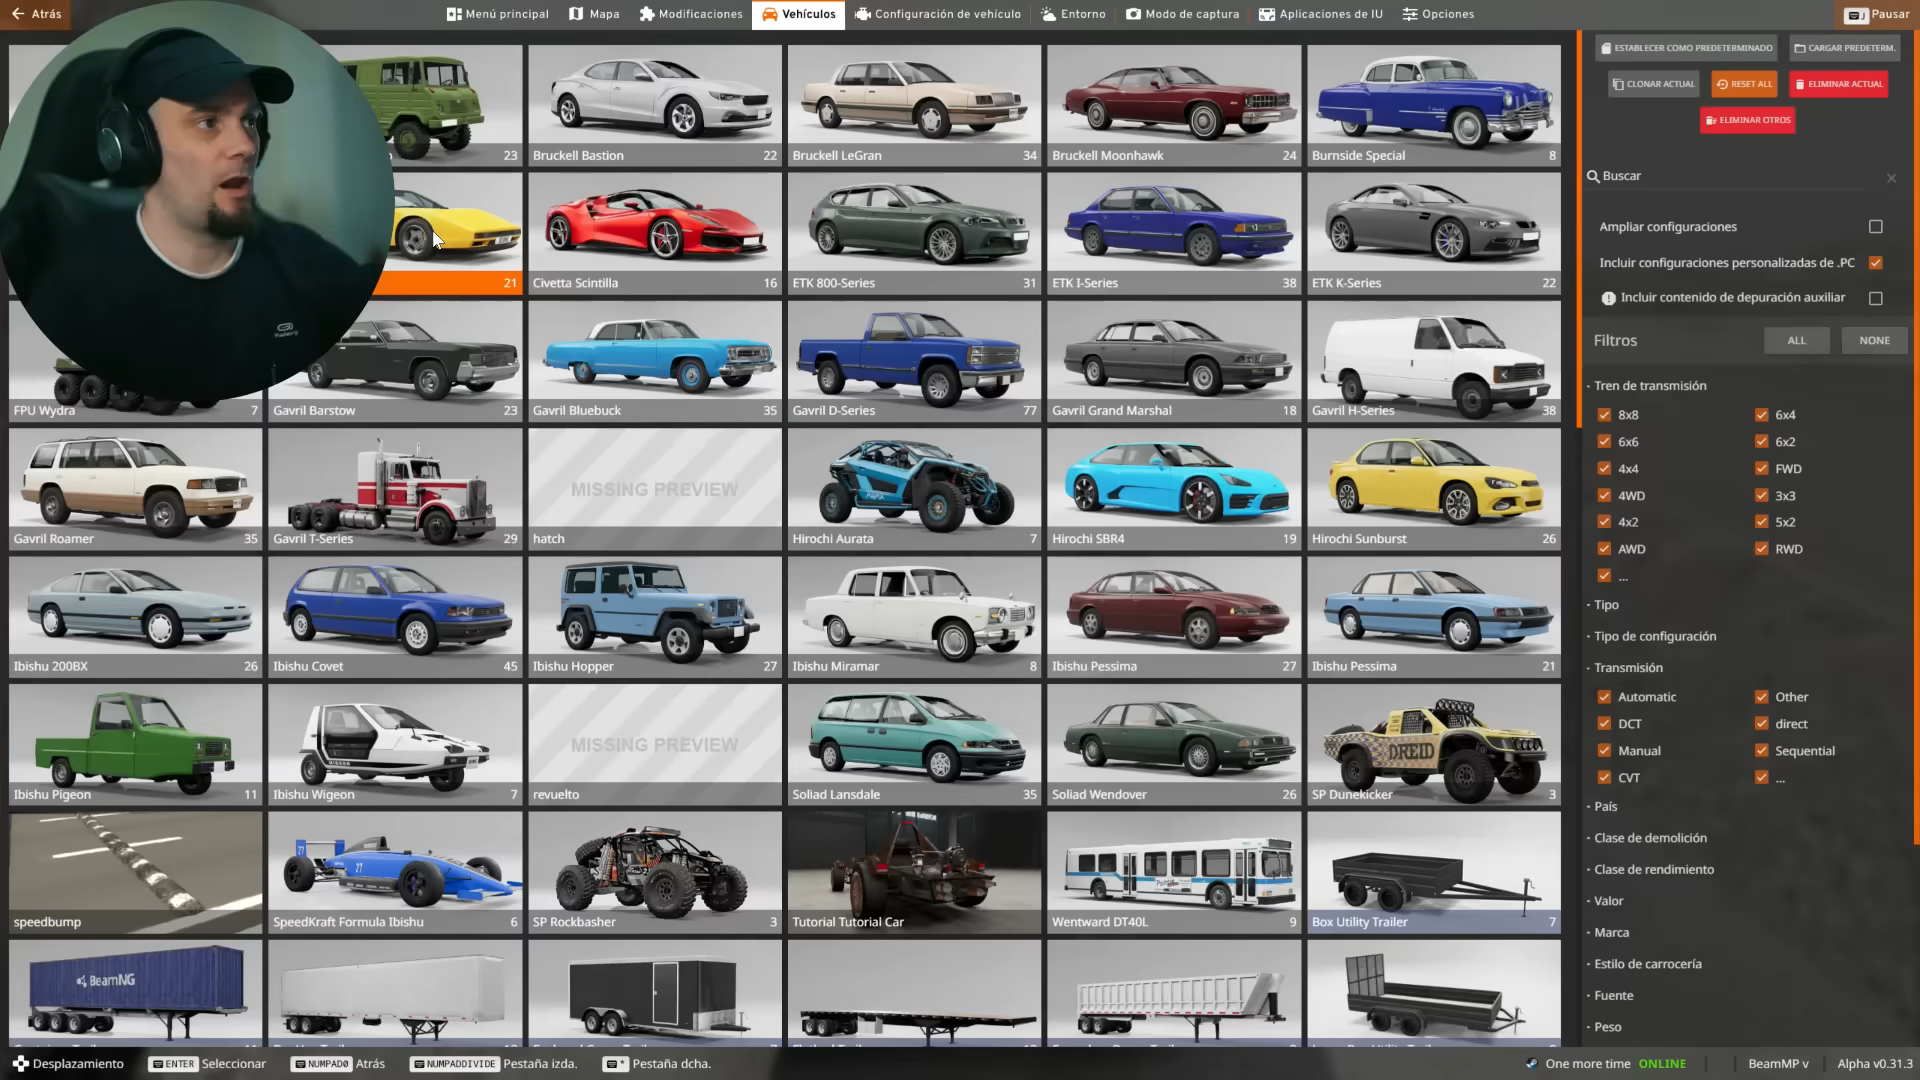 Atrás
Menú principal
Mapa
Modificaciones
Vehículos
Configuración de vehículo
Entorno
Modo de captura
Aplicaciones de IU
Opciones
Pausar
23
Bruckell Bastion 22
Bruckell LeGran 34
Bruckell Moonhawk 24
Burnside Special 8
21
Civetta Scintilla 16
ETK 800-Series 31
ETK I-Series 38
ETK K-Series 22
FPU Wydra 7
Gavril Barstow 23
Gavril Bluebuck 35
Gavril D-Series 77
Gavril Grand Marshal 18
Gavril H-Series 38
Gavril Roamer 35
Gavril T-Series 29
MISSING PREVIEW
hatch
Hirochi Aurata 7
Hirochi SBR4 19
Hirochi Sunburst 26
Ibishu 200BX 26
Ibishu Covet 45
Ibishu Hopper 27
Ibishu Miramar 8
Ibishu Pessima 27
Ibishu Pessima 21
Ibishu Pigeon 11
Ibishu Wigeon 7
MISSING PREVIEW
revuelto
Soliad Lansdale 35
Soliad Wendover 26
DREID
SP Dunekicker 3
speedbump
27
27
SpeedKraft Formula Ibishu 6
SP Rockbasher 3
Tutorial Tutorial Car
Wentward DT40L 9
Box Utility Trailer 7
BeamNG
ESTABLECER COMO PREDETERMINADO
CARGAR PREDETERM.
CLONAR ACTUAL
RESET ALL
ELIMINAR ACTUAL
ELIMINAR OTROS
Buscar
Ampliar configuraciones
Incluir configuraciones personalizadas de .PC
Incluir contenido de depuración auxiliar
Filtros
ALL
NONE
- Tren de transmisión
8x8
6x4
6x6
6x2
4x4
FWD
4WD
3x3
4x2
5x2
AWD
RWD
...
- Tipo
- Tipo de configuración
- Transmisión
Automatic
Other
DCT
direct
Manual
Sequential
CVT
...
- País
- Clase de demolición
- Clase de rendimiento
- Valor
- Marca
- Estilo de carrocería
- Fuente
- Peso
Desplazamiento
ENTER Seleccionar
NUMPAD0 Atrás
NUMPADDIVIDE Pestaña izda.
* Pestaña dcha.
One more time ONLINE
BeamMP v
Alpha v0.31.3